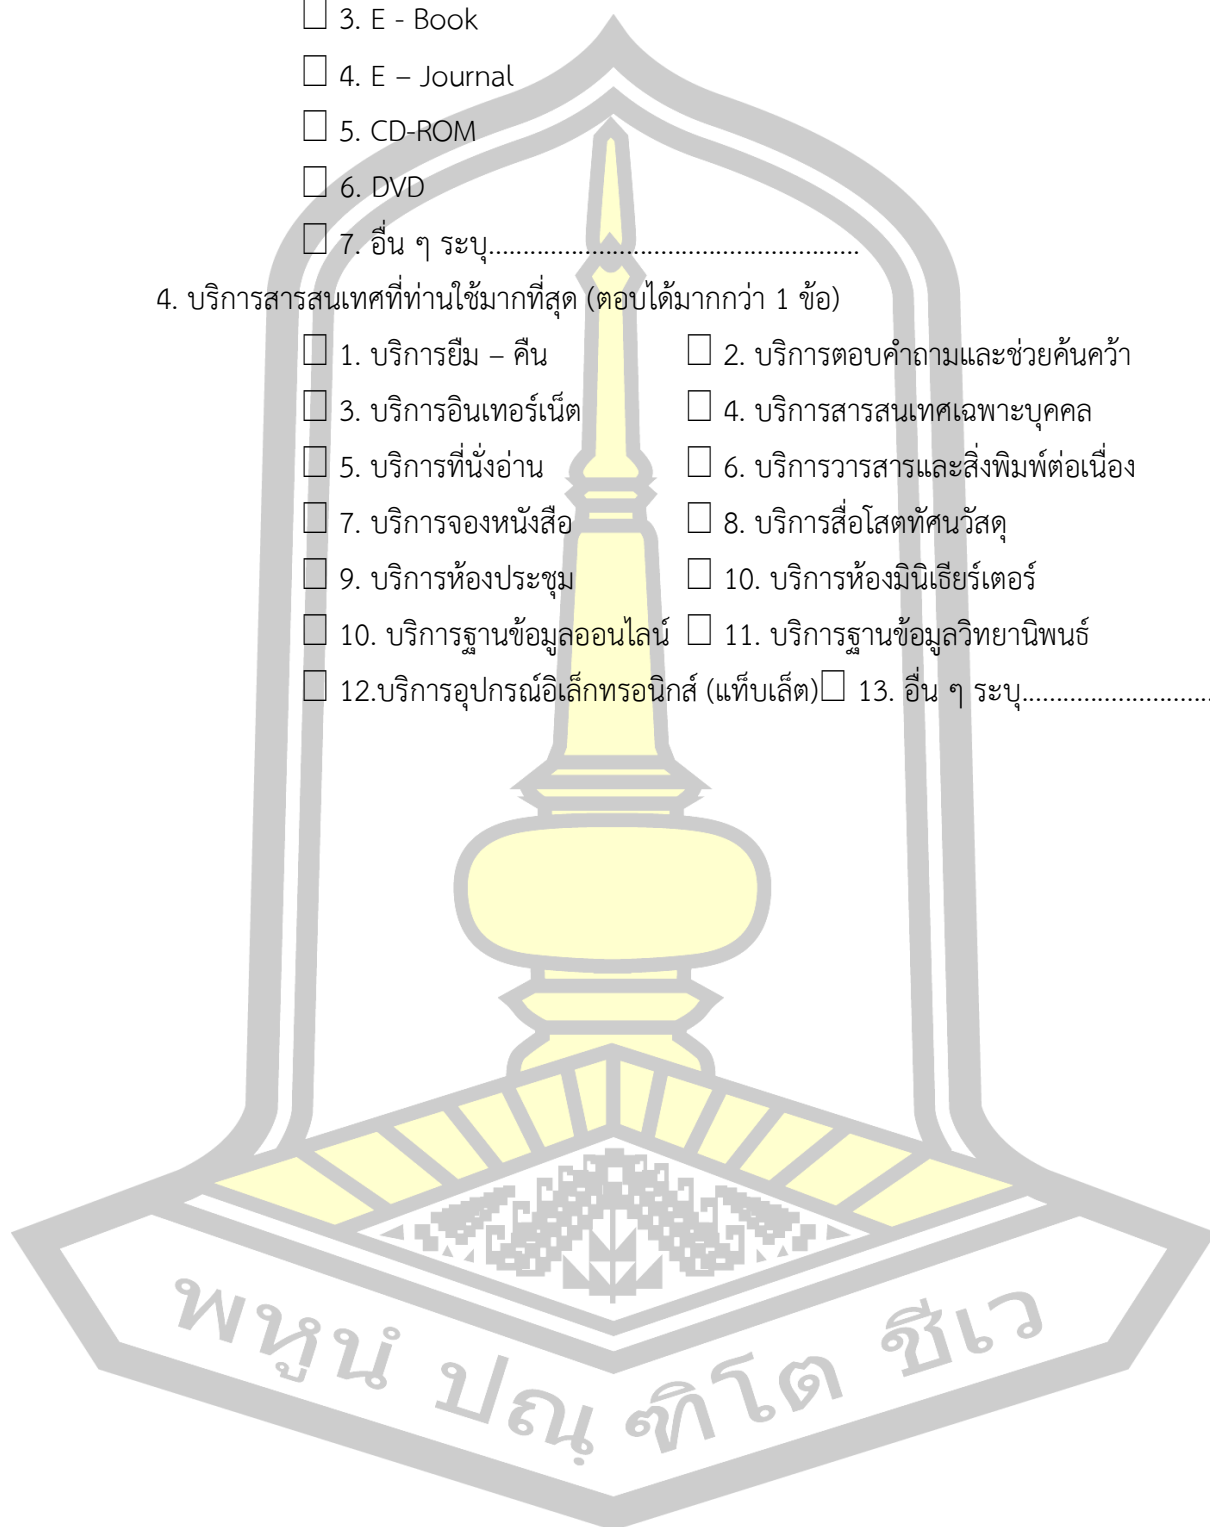 ☐ 3. E - Book
☐ 4. E – Journal
☐ 5. CD-ROM
☐ 6. DVD
☐ 7. อื่น ๆ ระบุ......................................................
4. บริการสารสนเทศที่ท่านใช้มากที่สุด (ตอบได้มากกว่า 1 ข้อ)
☐ 1. บริการยืม – คืน ☐ 2. บริการตอบคำถามและช่วยค้นคว้า
☐ 3. บริการอินเทอร์เน็ต ☐ 4. บริการสารสนเทศเฉพาะบุคคล
☐ 5. บริการที่นั่งอ่าน ☐ 6. บริการวารสารและสิ่งพิมพ์ต่อเนื่อง
☐ 7. บริการจองหนังสือ ☐ 8. บริการสื่อโสตทัศนวัสดุ
☐ 9. บริการห้องประชุม ☐ 10. บริการห้องมินิเธียร์เตอร์
☐ 10. บริการฐานข้อมูลออนไลน์ ☐ 11. บริการฐานข้อมูลวิทยานิพนธ์
☐ 12.บริการอุปกรณ์อิเล็กทรอนิกส์ (แท็บเล็ต)☐ 13. อื่น ๆ ระบุ............................
พหูนํ ปณฺฑิโต ชีเว